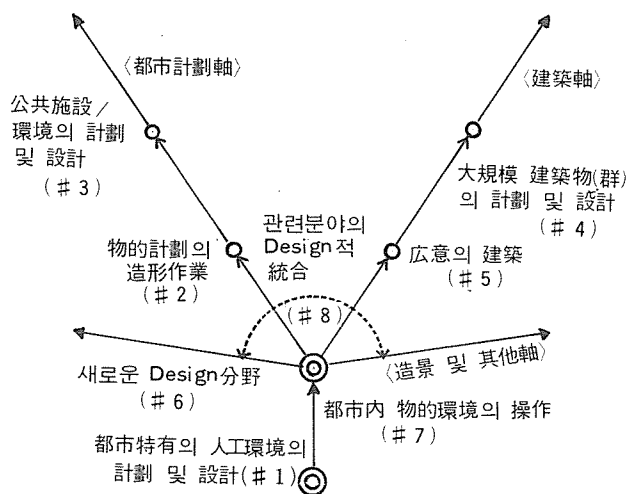 〈都市計劃軸〉
〈建築軸〉
公共施設／
環境의 計劃
및 設計
(#3)
大規模 建築物(群)
의 計劃 및 設計
(#4)
관련분야의
Design적
統合
物的計劃의
造形作業
(#2)
広意의 建築
(#5)
(#8)
새로운 Design分野
(#6)
〈造景 및 其他軸〉
都市內 物的環境의 操作
(#7)
都市特有의 人工環境의
計劃 및 設計(#1)